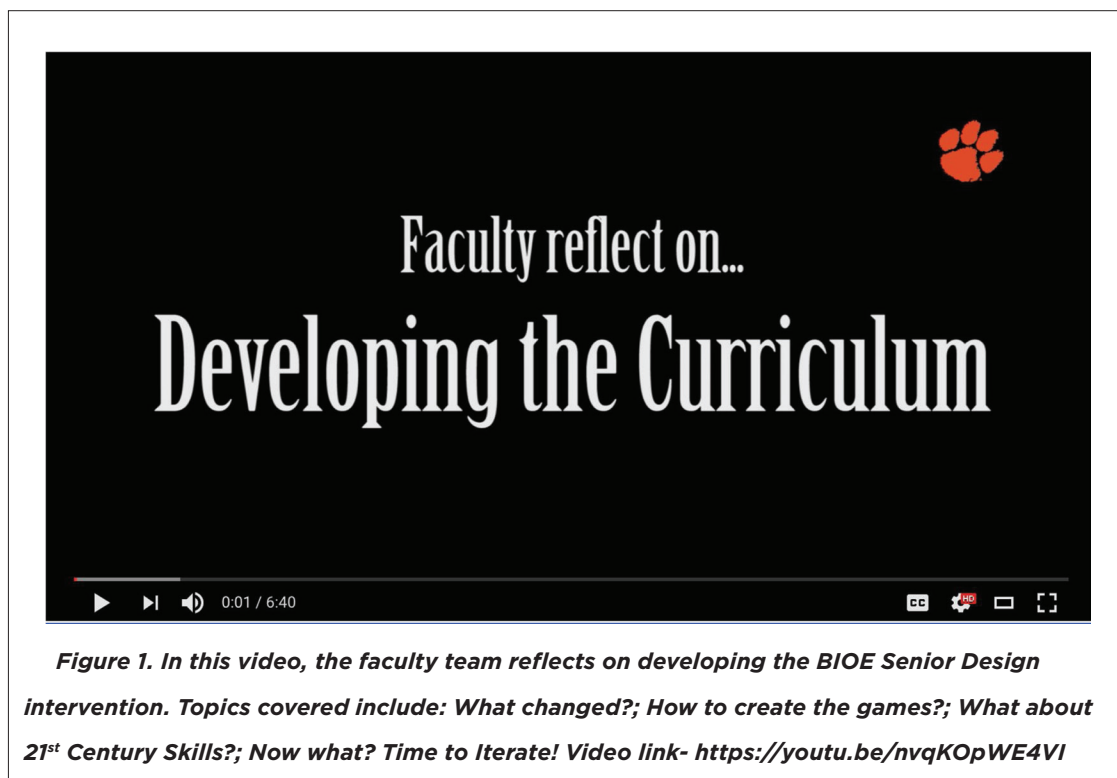 Faculty reflect on...
Developing the Curriculum
0:01 / 6:40
CC
HD
Figure 1. In this video, the faculty team reflects on developing the BIOE Senior Design
intervention. Topics covered include: What changed?; How to create the games?; What about
21st Century Skills?; Now what? Time to Iterate! Video link- https://youtu.be/nvqKOpWE4VI